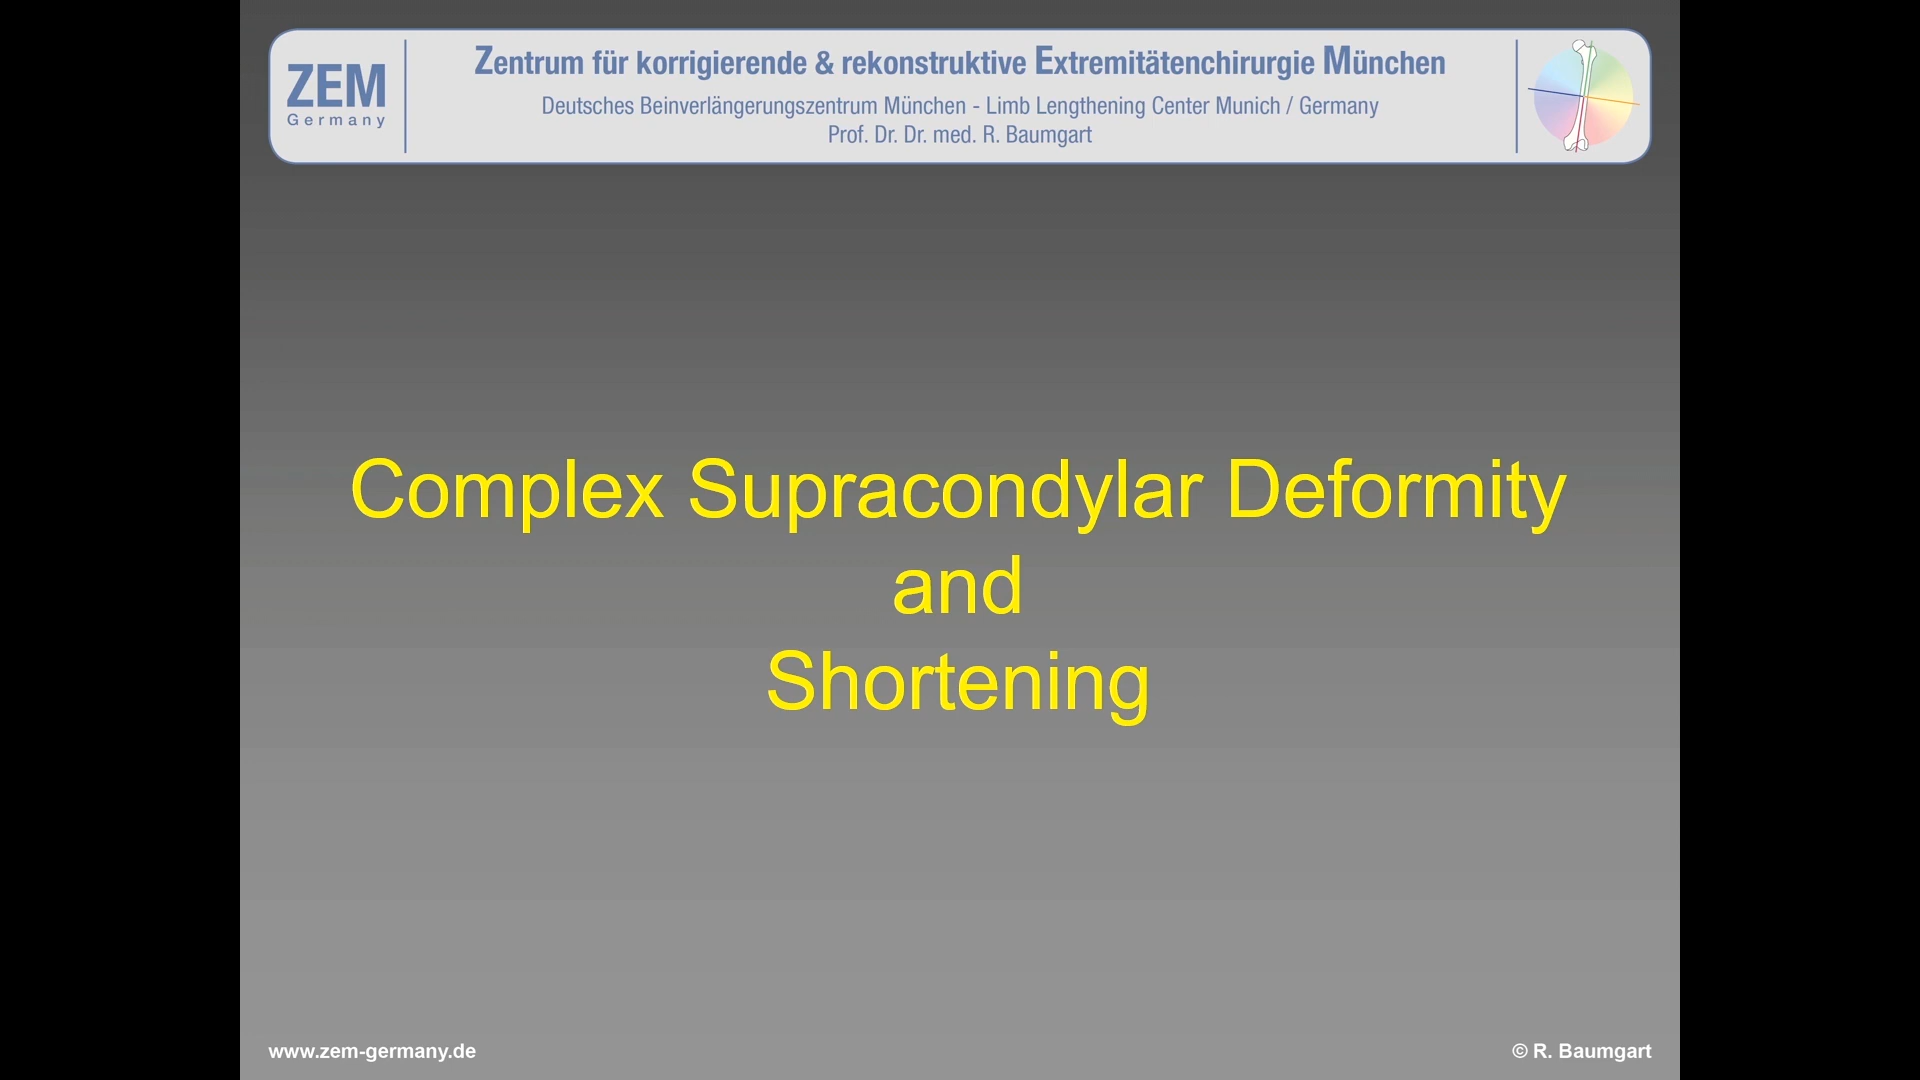 ZEM
Germany
Zentrum für korrigierende & rekonstruktive Extremitätenchirurgie München
Deutsches Beinverlängerungszentrum München - Limb Lengthening Center Munich / Germany
Prof. Dr. Dr. med. R. Baumgart
Complex Supracondylar Deformity
and
Shortening
www.zem-germany.de
© R. Baumgart